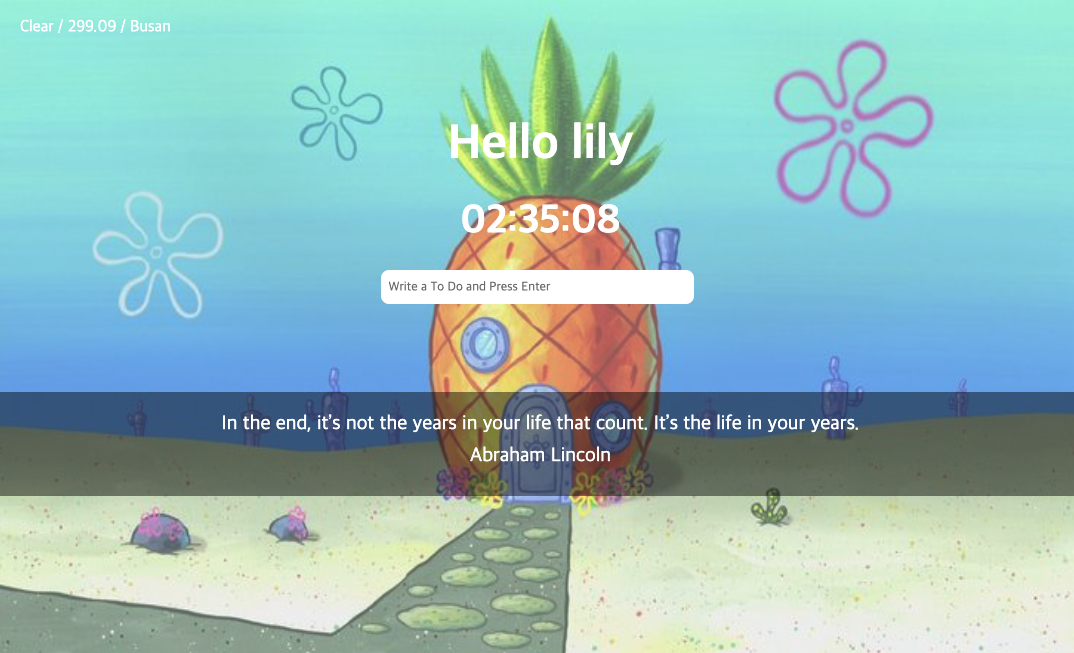 Clear / 299.09 / Busan
Hello lily
02:35:08
Write a To Do and Press Enter
In the end, it's not the years in your life that count. It's the life in your years.
Abraham Lincoln